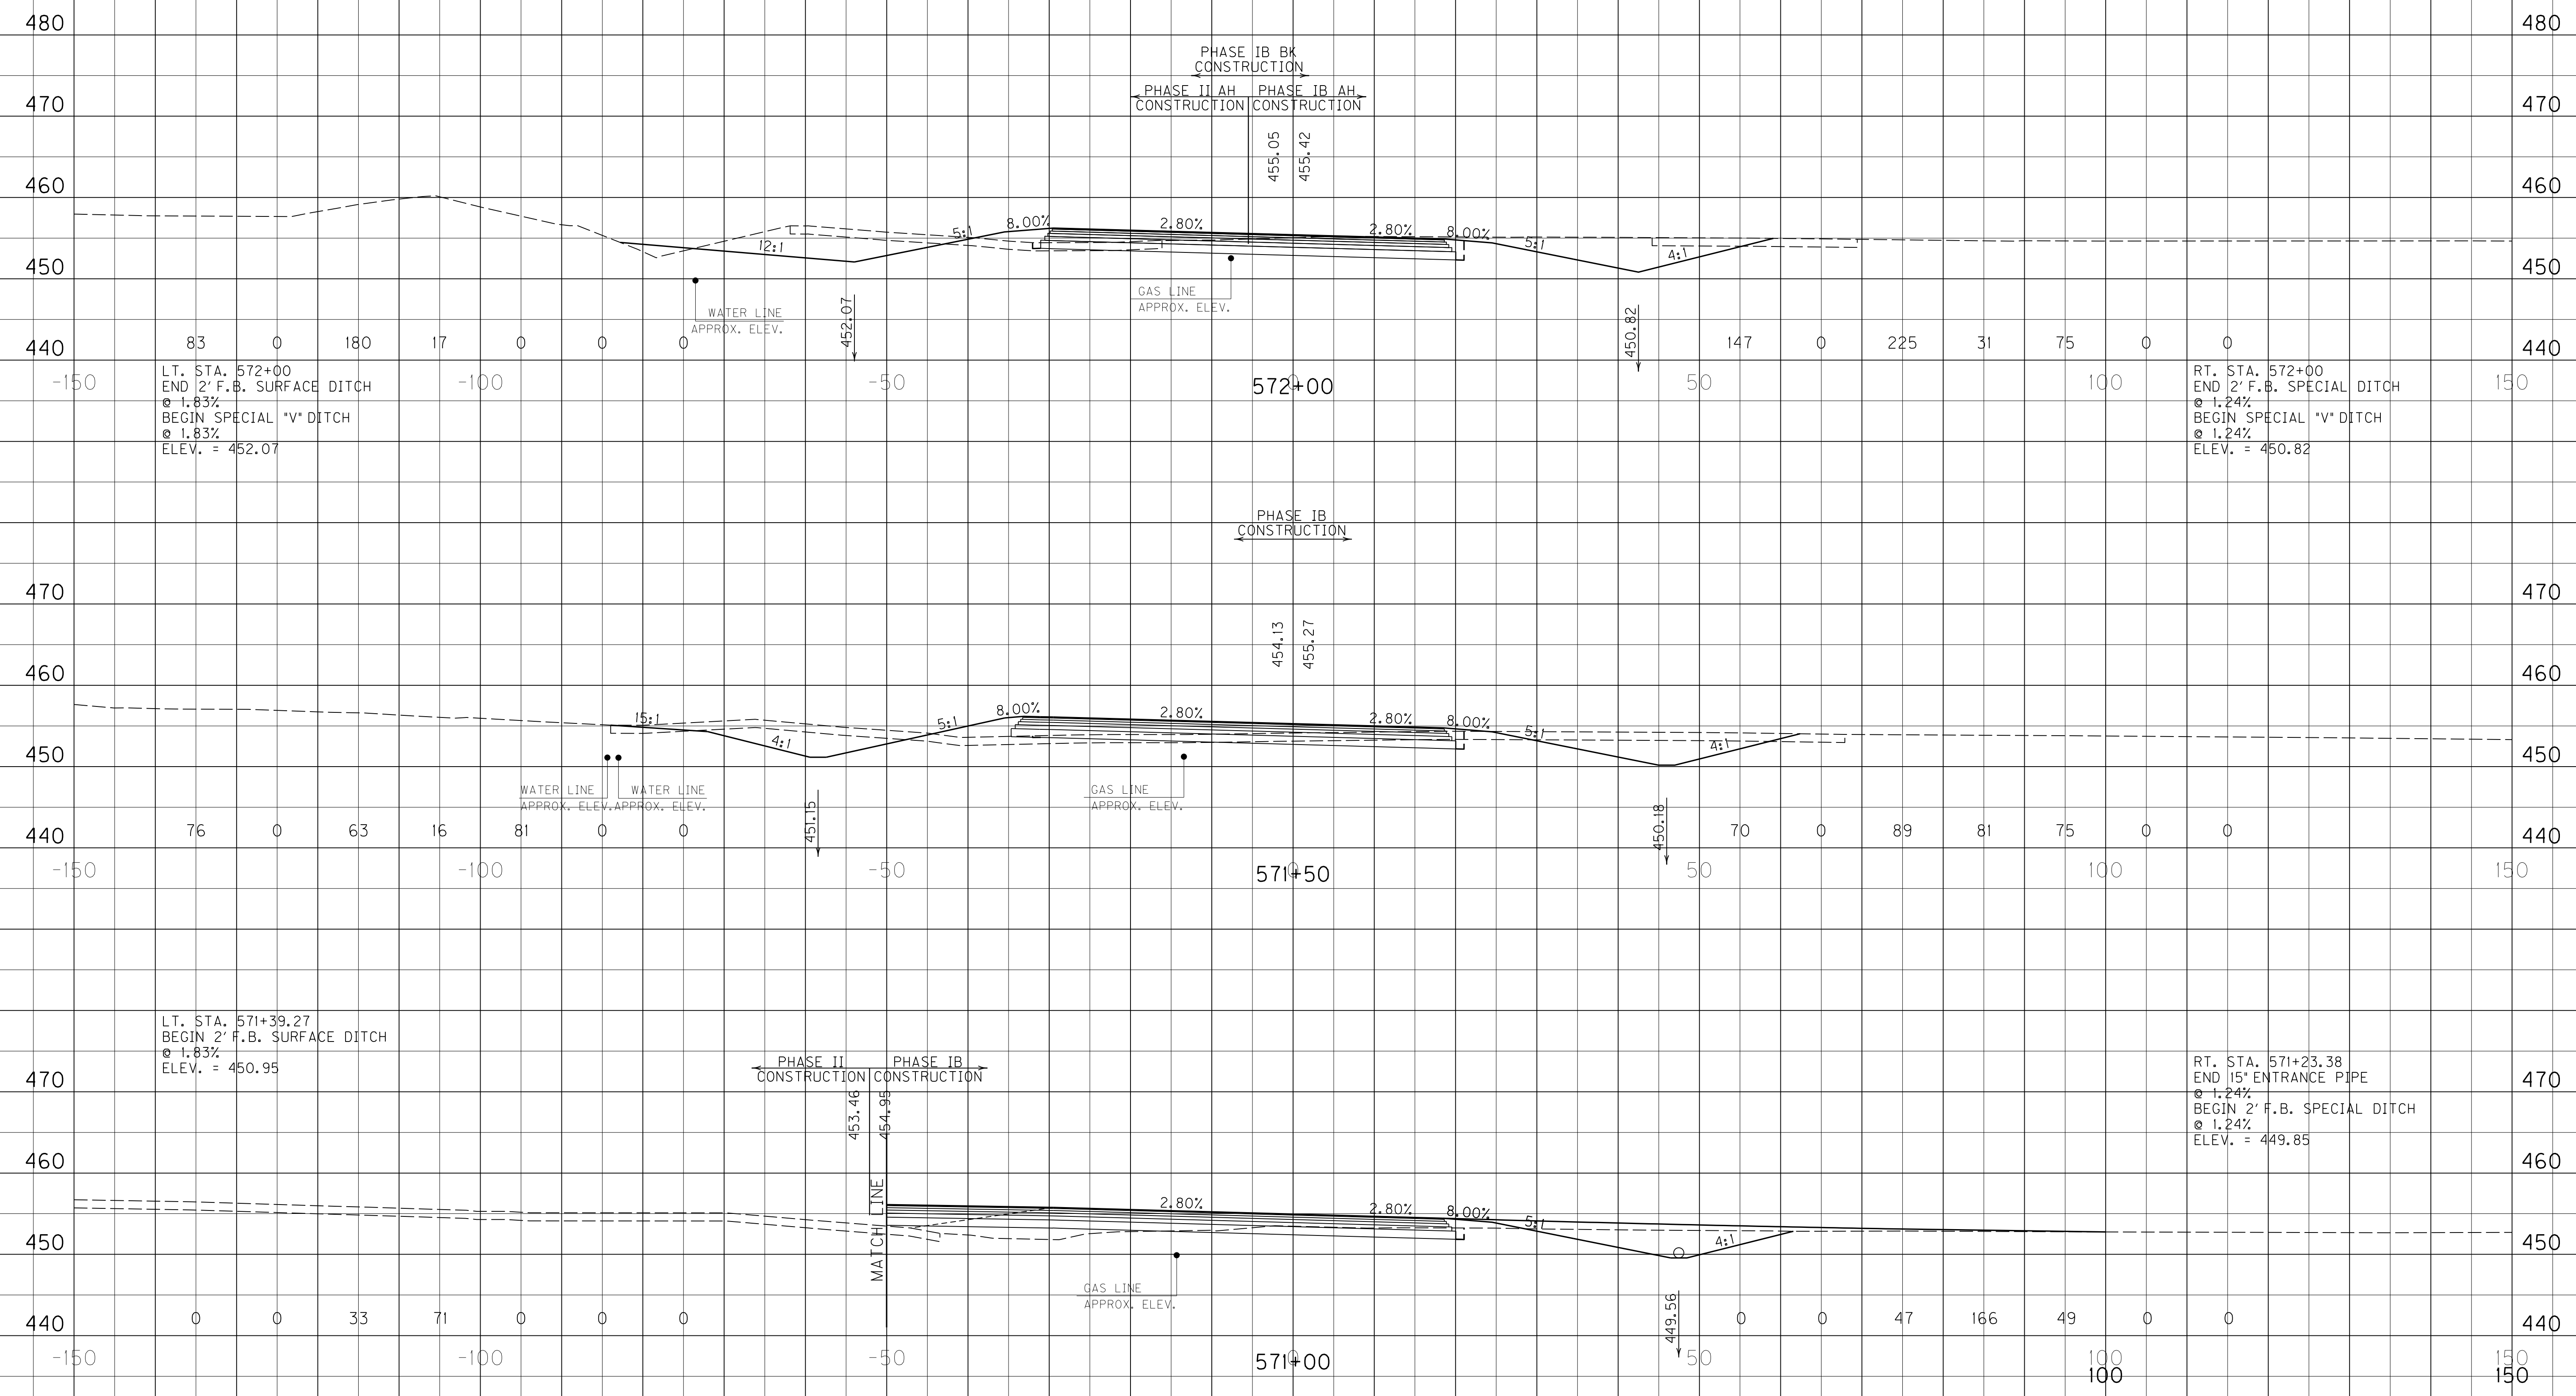 480 480
PHASE IB BK
CONSTRUCTION
470 470
PHASE II AH PHASE IB AH
CONSTRUCTION CONSTRUCTION
455.05 455.42
460 460
12:1 5:1 8.00% 2.80% 2.80% 8.00% 5:1 4:1
450 450
GAS LINE
APPROX. ELEV.
WATER LINE
APPROX. ELEV.
452.07 450.82
83 0 180 17 0 0 0 147 0 225 31 75 0 0
440 440
-150 -100 -50 0 50 100 150
572+00
LT. STA. 572+00
END 2' F.B. SURFACE DITCH
@ 1.83%
BEGIN SPECIAL "V" DITCH
@ 1.83%
ELEV. = 452.07
RT. STA. 572+00
END 2' F.B. SPECIAL DITCH
@ 1.24%
BEGIN SPECIAL "V" DITCH
@ 1.24%
ELEV. = 450.82
PHASE IB
CONSTRUCTION
470 470
454.13 455.27
460 460
15:1 4:1 5:1 8.00% 2.80% 2.80% 8.00% 5:1 4:1
450 450
WATER LINE
APPROX. ELEV.
WATER LINE
APPROX. ELEV.
GAS LINE
APPROX. ELEV.
451.15 450.18
76 0 63 16 81 0 0 70 0 89 81 75 0 0
440 440
-150 -100 -50 0 50 100 150
571+50
LT. STA. 571+39.27
BEGIN 2' F.B. SURFACE DITCH
@ 1.83%
ELEV. = 450.95
PHASE II PHASE IB
CONSTRUCTION CONSTRUCTION
RT. STA. 571+23.38
END 15" ENTRANCE PIPE
@ 1.24%
BEGIN 2' F.B. SPECIAL DITCH
@ 1.24%
ELEV. = 449.85
470 470
453.46 454.95
460 460
MATCH LINE
2.80% 2.80% 8.00% 5:1 4:1
450 450
GAS LINE
APPROX. ELEV.
449.56
0 0 33 71 0 0 0 0 0 47 166 49 0 0
440 440
-150 -100 -50 0 50 100 150
571+00
100 150